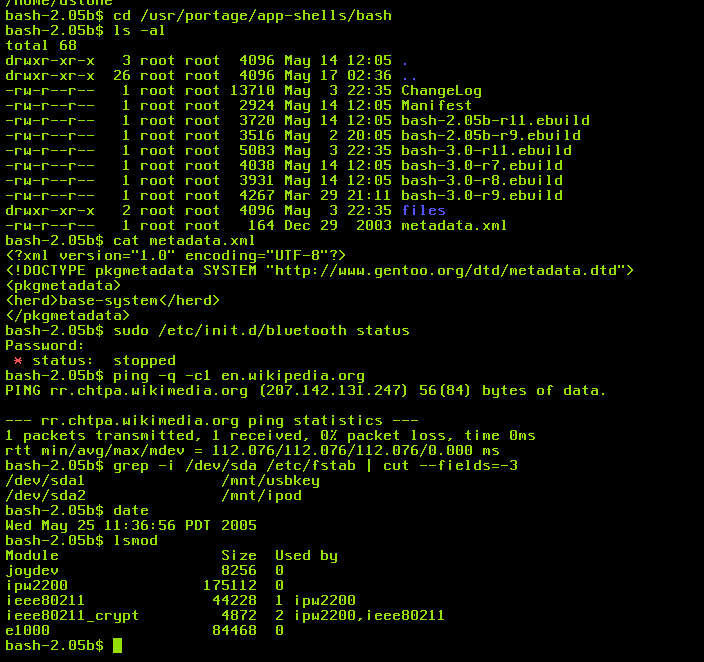 /home/dstone
bash-2.05b$ cd /usr/portage/app-shells/bash
bash-2.05b$ ls -al
total 68
drwxr-xr-x   3 root root  4096 May 14 12:05 .
drwxr-xr-x  26 root root  4096 May 17 02:36 ..
-rw-r--r--   1 root root 13710 May  3 22:35 ChangeLog
-rw-r--r--   1 root root  2924 May 14 12:05 Manifest
-rw-r--r--   1 root root  3720 May 14 12:05 bash-2.05b-r11.ebuild
-rw-r--r--   1 root root  3516 May  2 20:05 bash-2.05b-r9.ebuild
-rw-r--r--   1 root root  5083 May  3 22:35 bash-3.0-r11.ebuild
-rw-r--r--   1 root root  4038 May 14 12:05 bash-3.0-r7.ebuild
-rw-r--r--   1 root root  3931 May 14 12:05 bash-3.0-r8.ebuild
-rw-r--r--   1 root root  4267 Mar 29 21:11 bash-3.0-r9.ebuild
drwxr-xr-x   2 root root  4096 May  3 22:35 files
-rw-r--r--   1 root root   164 Dec 29  2003 metadata.xml
bash-2.05b$ cat metadata.xml
<?xml version="1.0" encoding="UTF-8"?>
<!DOCTYPE pkgmetadata SYSTEM "http://www.gentoo.org/dtd/metadata.dtd">
<pkgmetadata>
<herd>base-system</herd>
</pkgmetadata>
bash-2.05b$ sudo /etc/init.d/bluetooth status
Password:
 * status:  stopped
bash-2.05b$ ping -q -c1 en.wikipedia.org
PING rr.chtpa.wikimedia.org (207.142.131.247) 56(84) bytes of data.

--- rr.chtpa.wikimedia.org ping statistics ---
1 packets transmitted, 1 received, 0% packet loss, time 0ms
rtt min/avg/max/mdev = 112.076/112.076/112.076/0.000 ms
bash-2.05b$ grep -i /dev/sda /etc/fstab | cut --fields=-3
/dev/sda1               /mnt/usbkey
/dev/sda2               /mnt/ipod
bash-2.05b$ date
Wed May 25 11:36:56 PDT 2005
bash-2.05b$ lsmod
Module                  Size  Used by
joydev                  8256  0
ipw2200               175112  0
ieee80211              44228  1 ipw2200
ieee80211_crypt         4872  2 ipw2200,ieee80211
e1000                  84468  0
bash-2.05b$